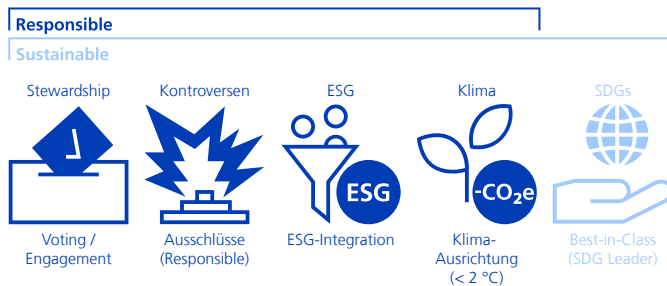 Responsible
Sustainable
Stewardship
Kontroversen
ESG
Klima
SDGs
ESG
-CO₂e
Voting /
Engagement
Ausschlüsse
(Responsible)
ESG-Integration
Klima-
Ausrichtung
(< 2 °C)
Best-in-Class
(SDG Leader)